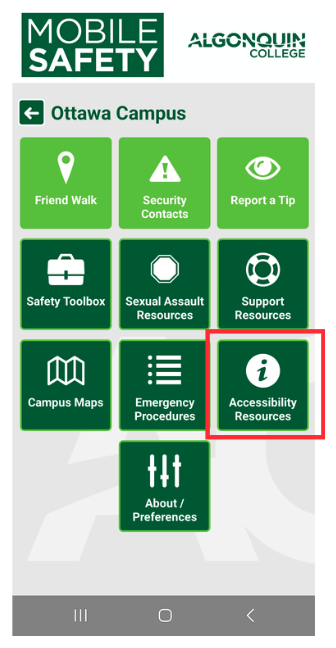 MOBILE
SAFETY
ALGONQUIN
COLLEGE
Ottawa Campus
Friend Walk
Security
Contacts
Report a Tip
Safety Toolbox
Sexual Assault
Resources
Support
Resources
Campus Maps
Emergency
Procedures
Accessibility
Resources
About /
Preferences